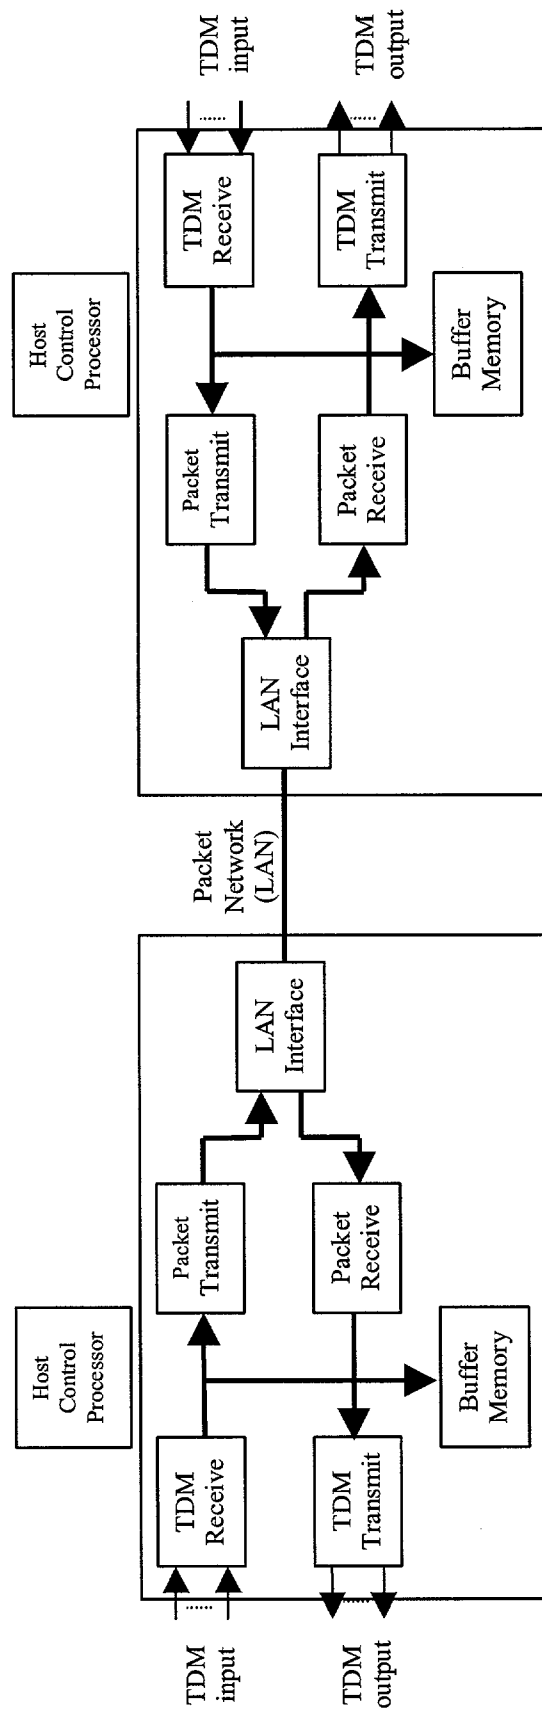 Host
Control
Processor
Host
Control
Processor
TDM
input
TDM
Receive
Packet
Transmit
LAN
Interface
Packet
Network
(LAN)
LAN
Interface
Packet
Transmit
TDM
Receive
TDM
input
TDM
output
TDM
Transmit
Packet
Receive
Packet
Receive
TDM
Transmit
TDM
output
Buffer
Memory
Buffer
Memory